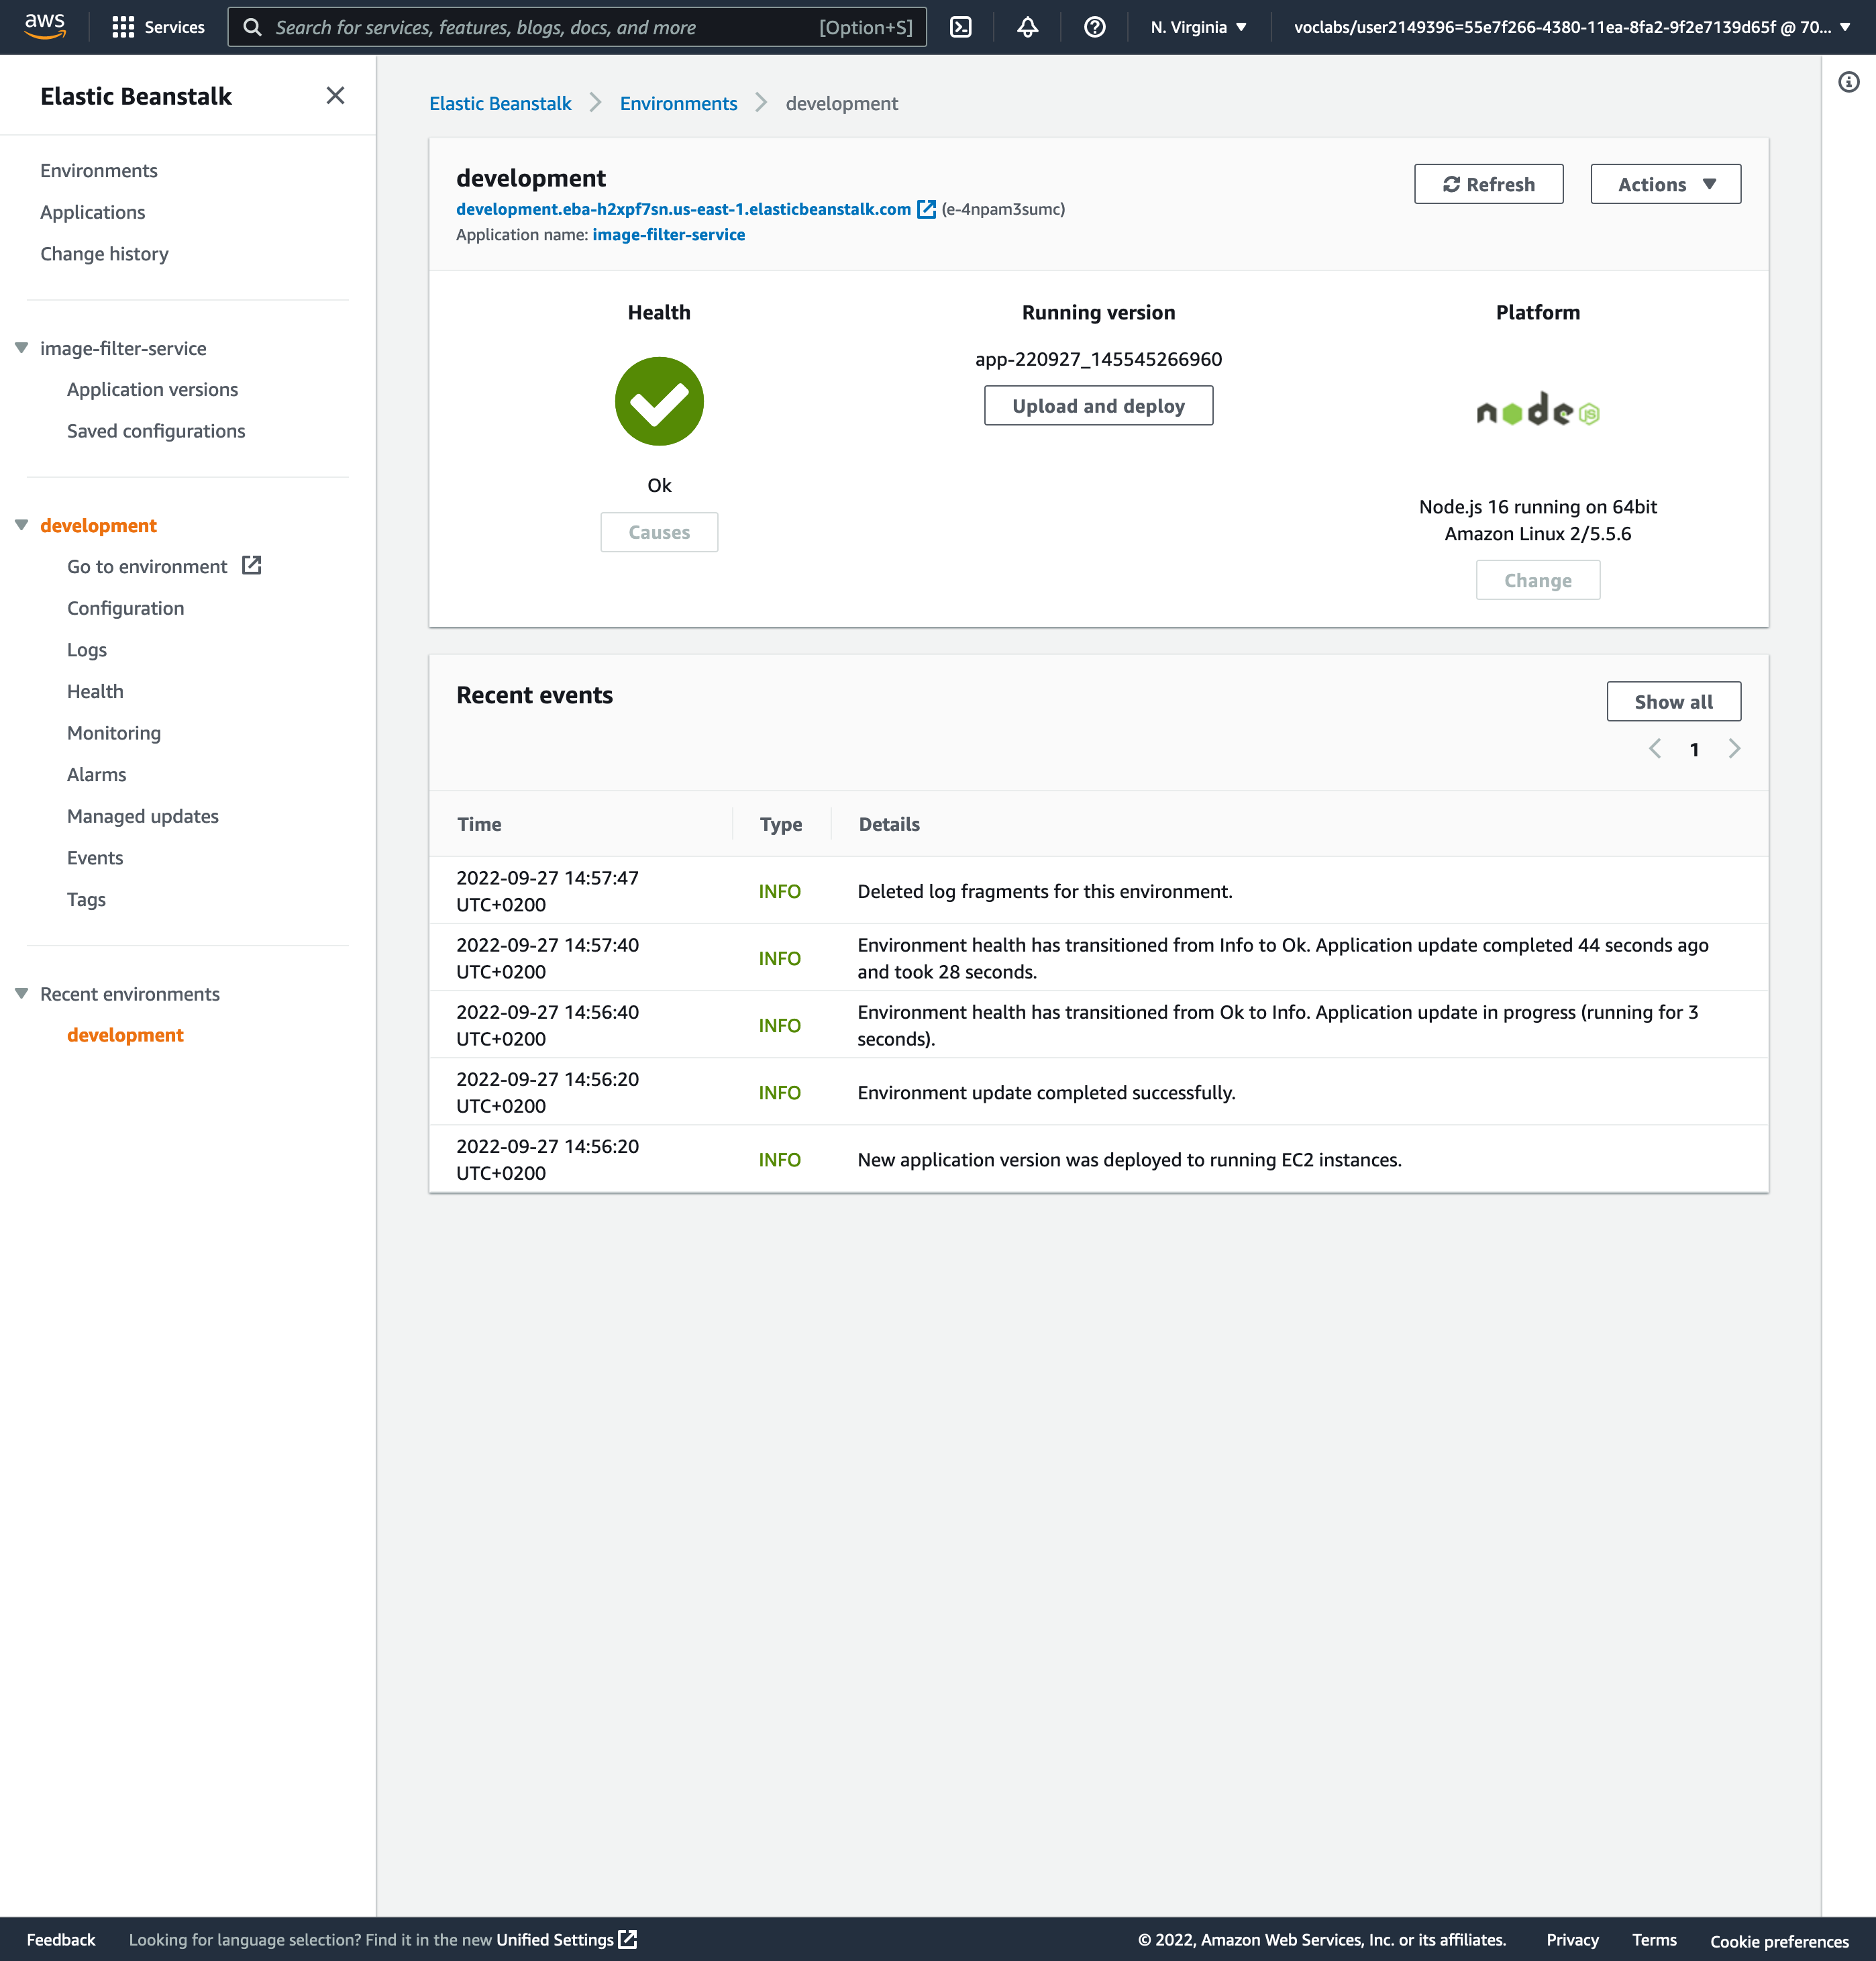 aws
Services
Search for services, features, blogs, docs, and more
[Option+S]
N. Virginia
voclabs/user2149396=55e7f266-4380-11ea-8fa2-9f2e7139d65f @ 70...
Elastic Beanstalk
Environments
Applications
Change history
image-filter-service
Application versions
Saved configurations
development
Go to environment
Configuration
Logs
Health
Monitoring
Alarms
Managed updates
Events
Tags
Recent environments
development
Elastic Beanstalk > Environments > development
development
development.eba-h2xpf7sn.us-east-1.elasticbeanstalk.com (e-4npam3sumc)
Application name: image-filter-service
Refresh
Actions
Health
Ok
Causes
Running version
app-220927_145545266960
Upload and deploy
Platform
node JS
Node.js 16 running on 64bit
Amazon Linux 2/5.5.6
Change
Recent events
Show all
1
Time Type Details
2022-09-27 14:57:47
UTC+0200
INFO
Deleted log fragments for this environment.
2022-09-27 14:57:40
UTC+0200
INFO
Environment health has transitioned from Info to Ok. Application update completed 44 seconds ago
and took 28 seconds.
2022-09-27 14:56:40
UTC+0200
INFO
Environment health has transitioned from Ok to Info. Application update in progress (running for 3
seconds).
2022-09-27 14:56:20
UTC+0200
INFO
Environment update completed successfully.
2022-09-27 14:56:20
UTC+0200
INFO
New application version was deployed to running EC2 instances.
Feedback
Looking for language selection? Find it in the new Unified Settings
© 2022, Amazon Web Services, Inc. or its affiliates.
Privacy
Terms
Cookie preferences